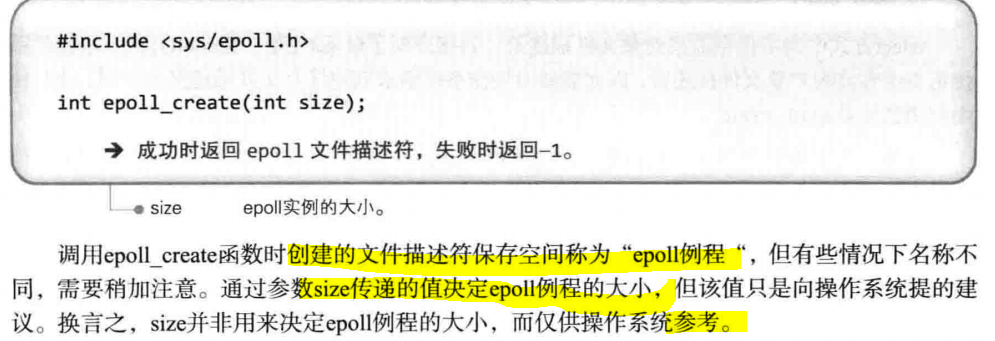 #include <sys/epoll.h>
int epoll_create(int size);
➔ 成功时返回 epoll 文件描述符，失败时返回–1。
size epoll实例的大小。
调用epoll_create函数时创建的文件描述符保存空间称为“epoll例程“，但有些情况下名称不
同，需要稍加注意。通过参数size传递的值决定epoll例程的大小，但该值只是向操作系统提的建
议。换言之，size并非用来决定epoll例程的大小，而仅供操作系统参考。